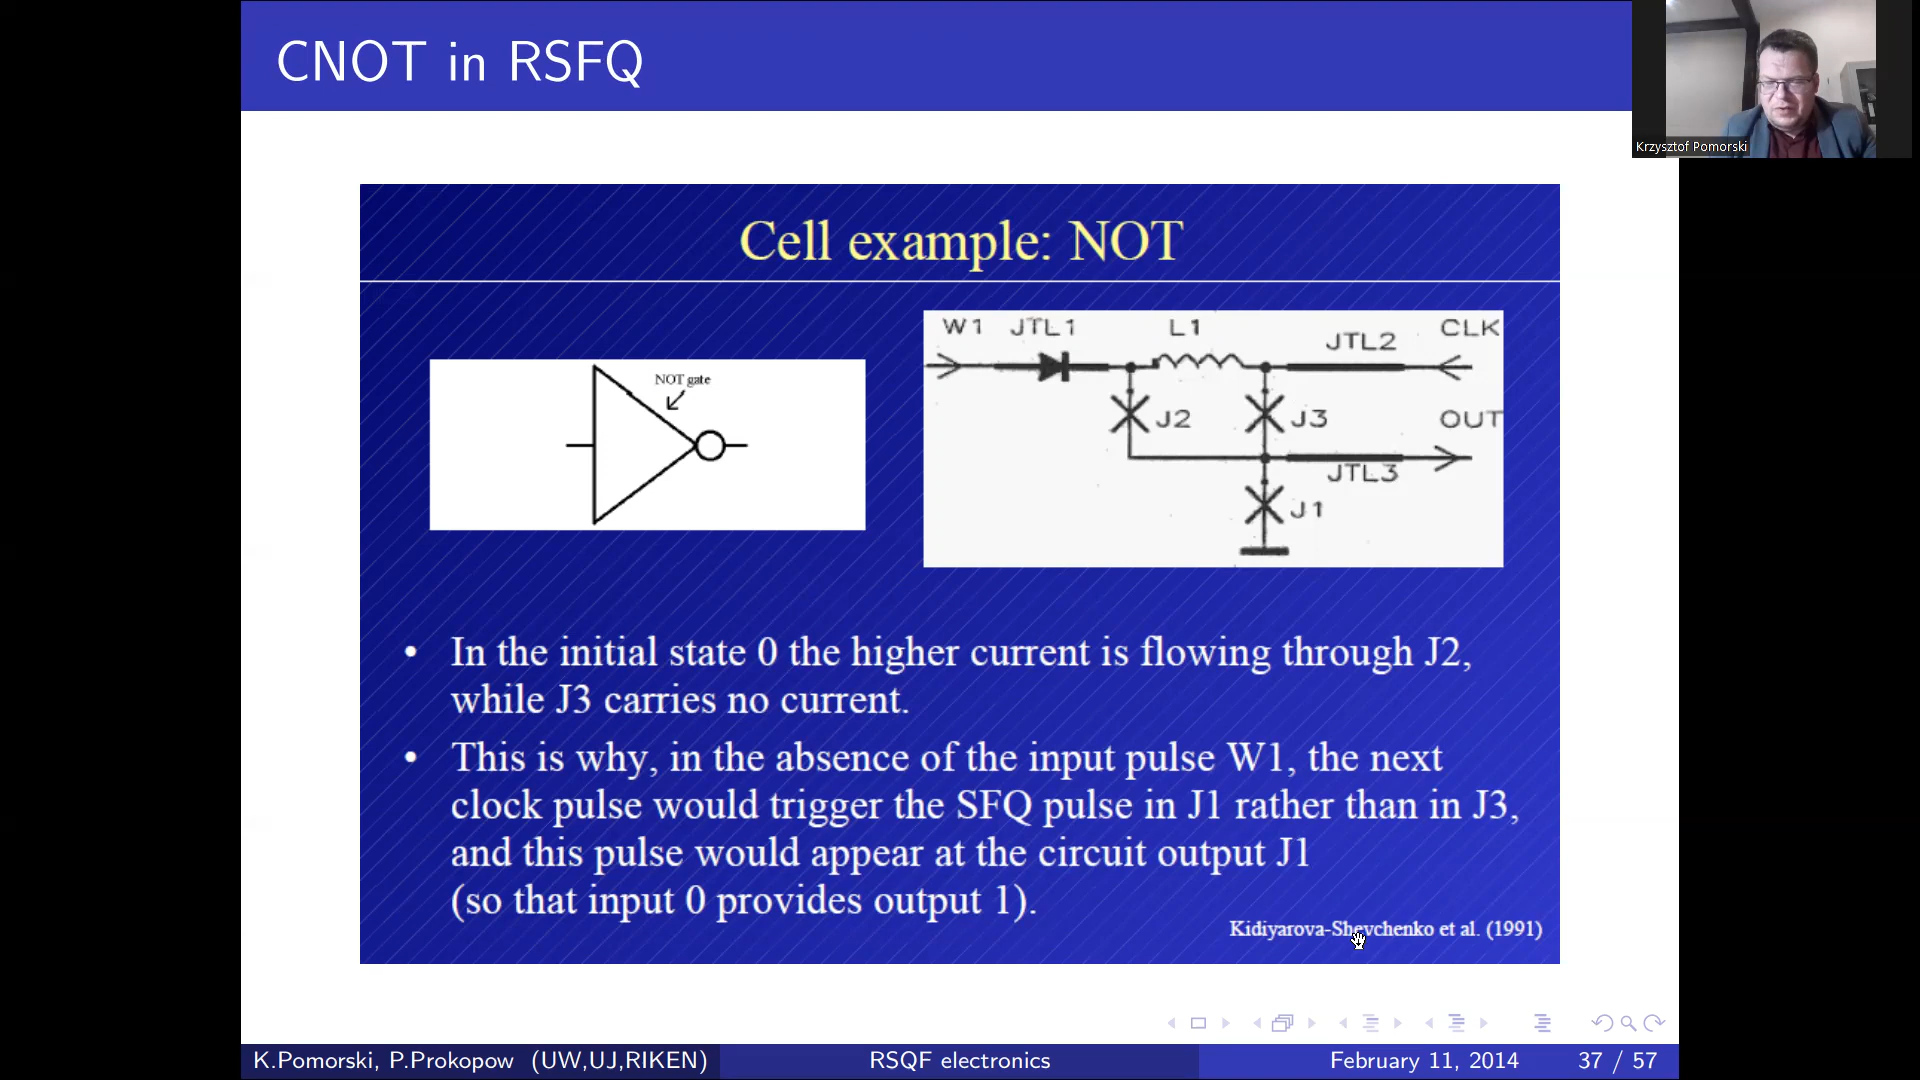 CNOT in RSFQ
Krzysztof Pomorski
Cell example: NOT
NOT gate
W1 JTL1 L1 JTL2 CLK
J2 J3 OUT
JTL3
J1
• In the initial state 0 the higher current is flowing through J2,
while J3 carries no current.
• This is why, in the absence of the input pulse W1, the next
clock pulse would trigger the SFQ pulse in J1 rather than in J3,
and this pulse would appear at the circuit output J1
(so that input 0 provides output 1).
Kidiyarova-Shevchenko et al. (1991)
K.Pomorski, P.Prokopow (UW,UJ,RIKEN) RSQF electronics February 11, 2014 37 / 57